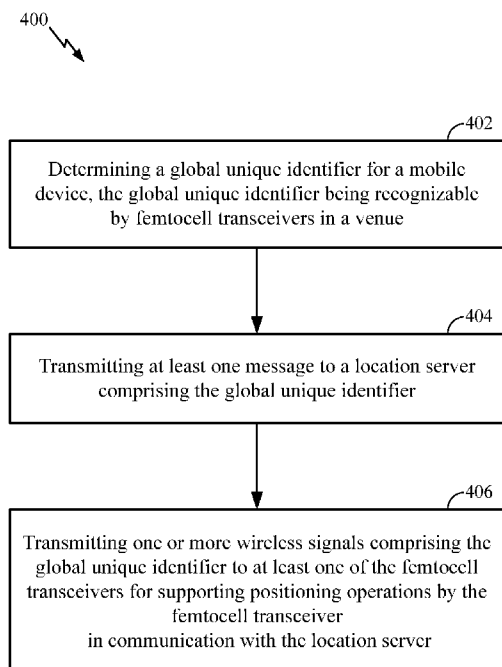 400
402
Determining a global unique identifier for a mobile
device, the global unique identifier being recognizable
by femtocell transceivers in a venue
404
Transmitting at least one message to a location server
comprising the global unique identifier
406
Transmitting one or more wireless signals comprising the
global unique identifier to at least one of the femtocell
transceivers for supporting positioning operations by the
femtocell transceiver
in communication with the location server